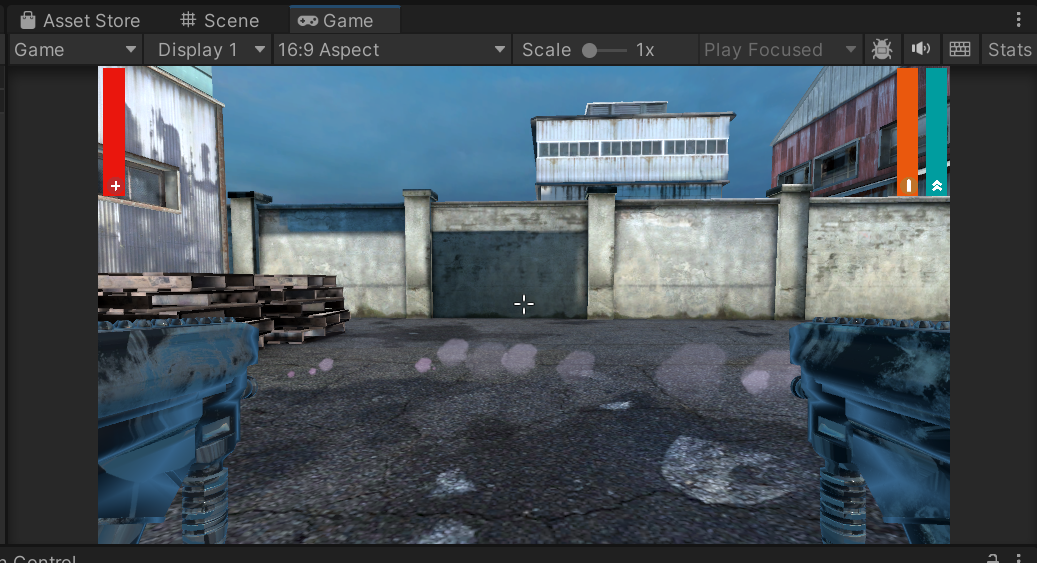 Asset Store Scene Game
Game Display 1 16:9 Aspect Scale 1x Play Focused Stats
Control